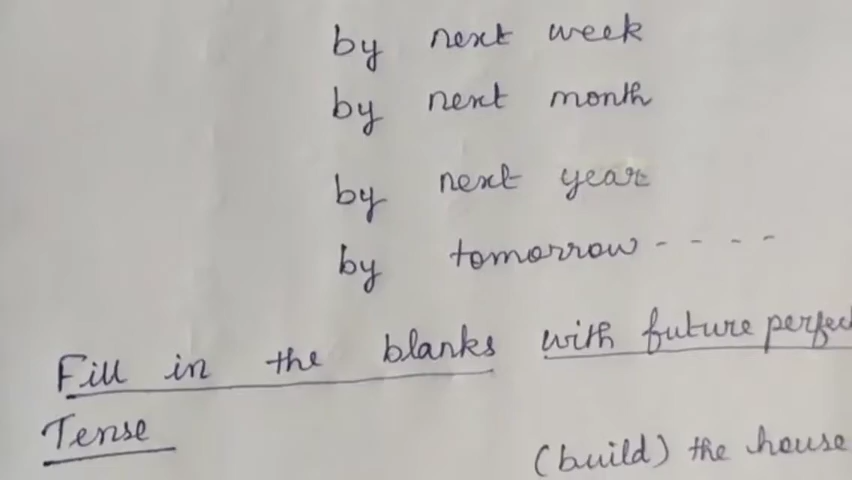 by next week
by next month
by next year
by tomorrow - - - -
Fill in the blanks with future perfect
Tense
(build) the house